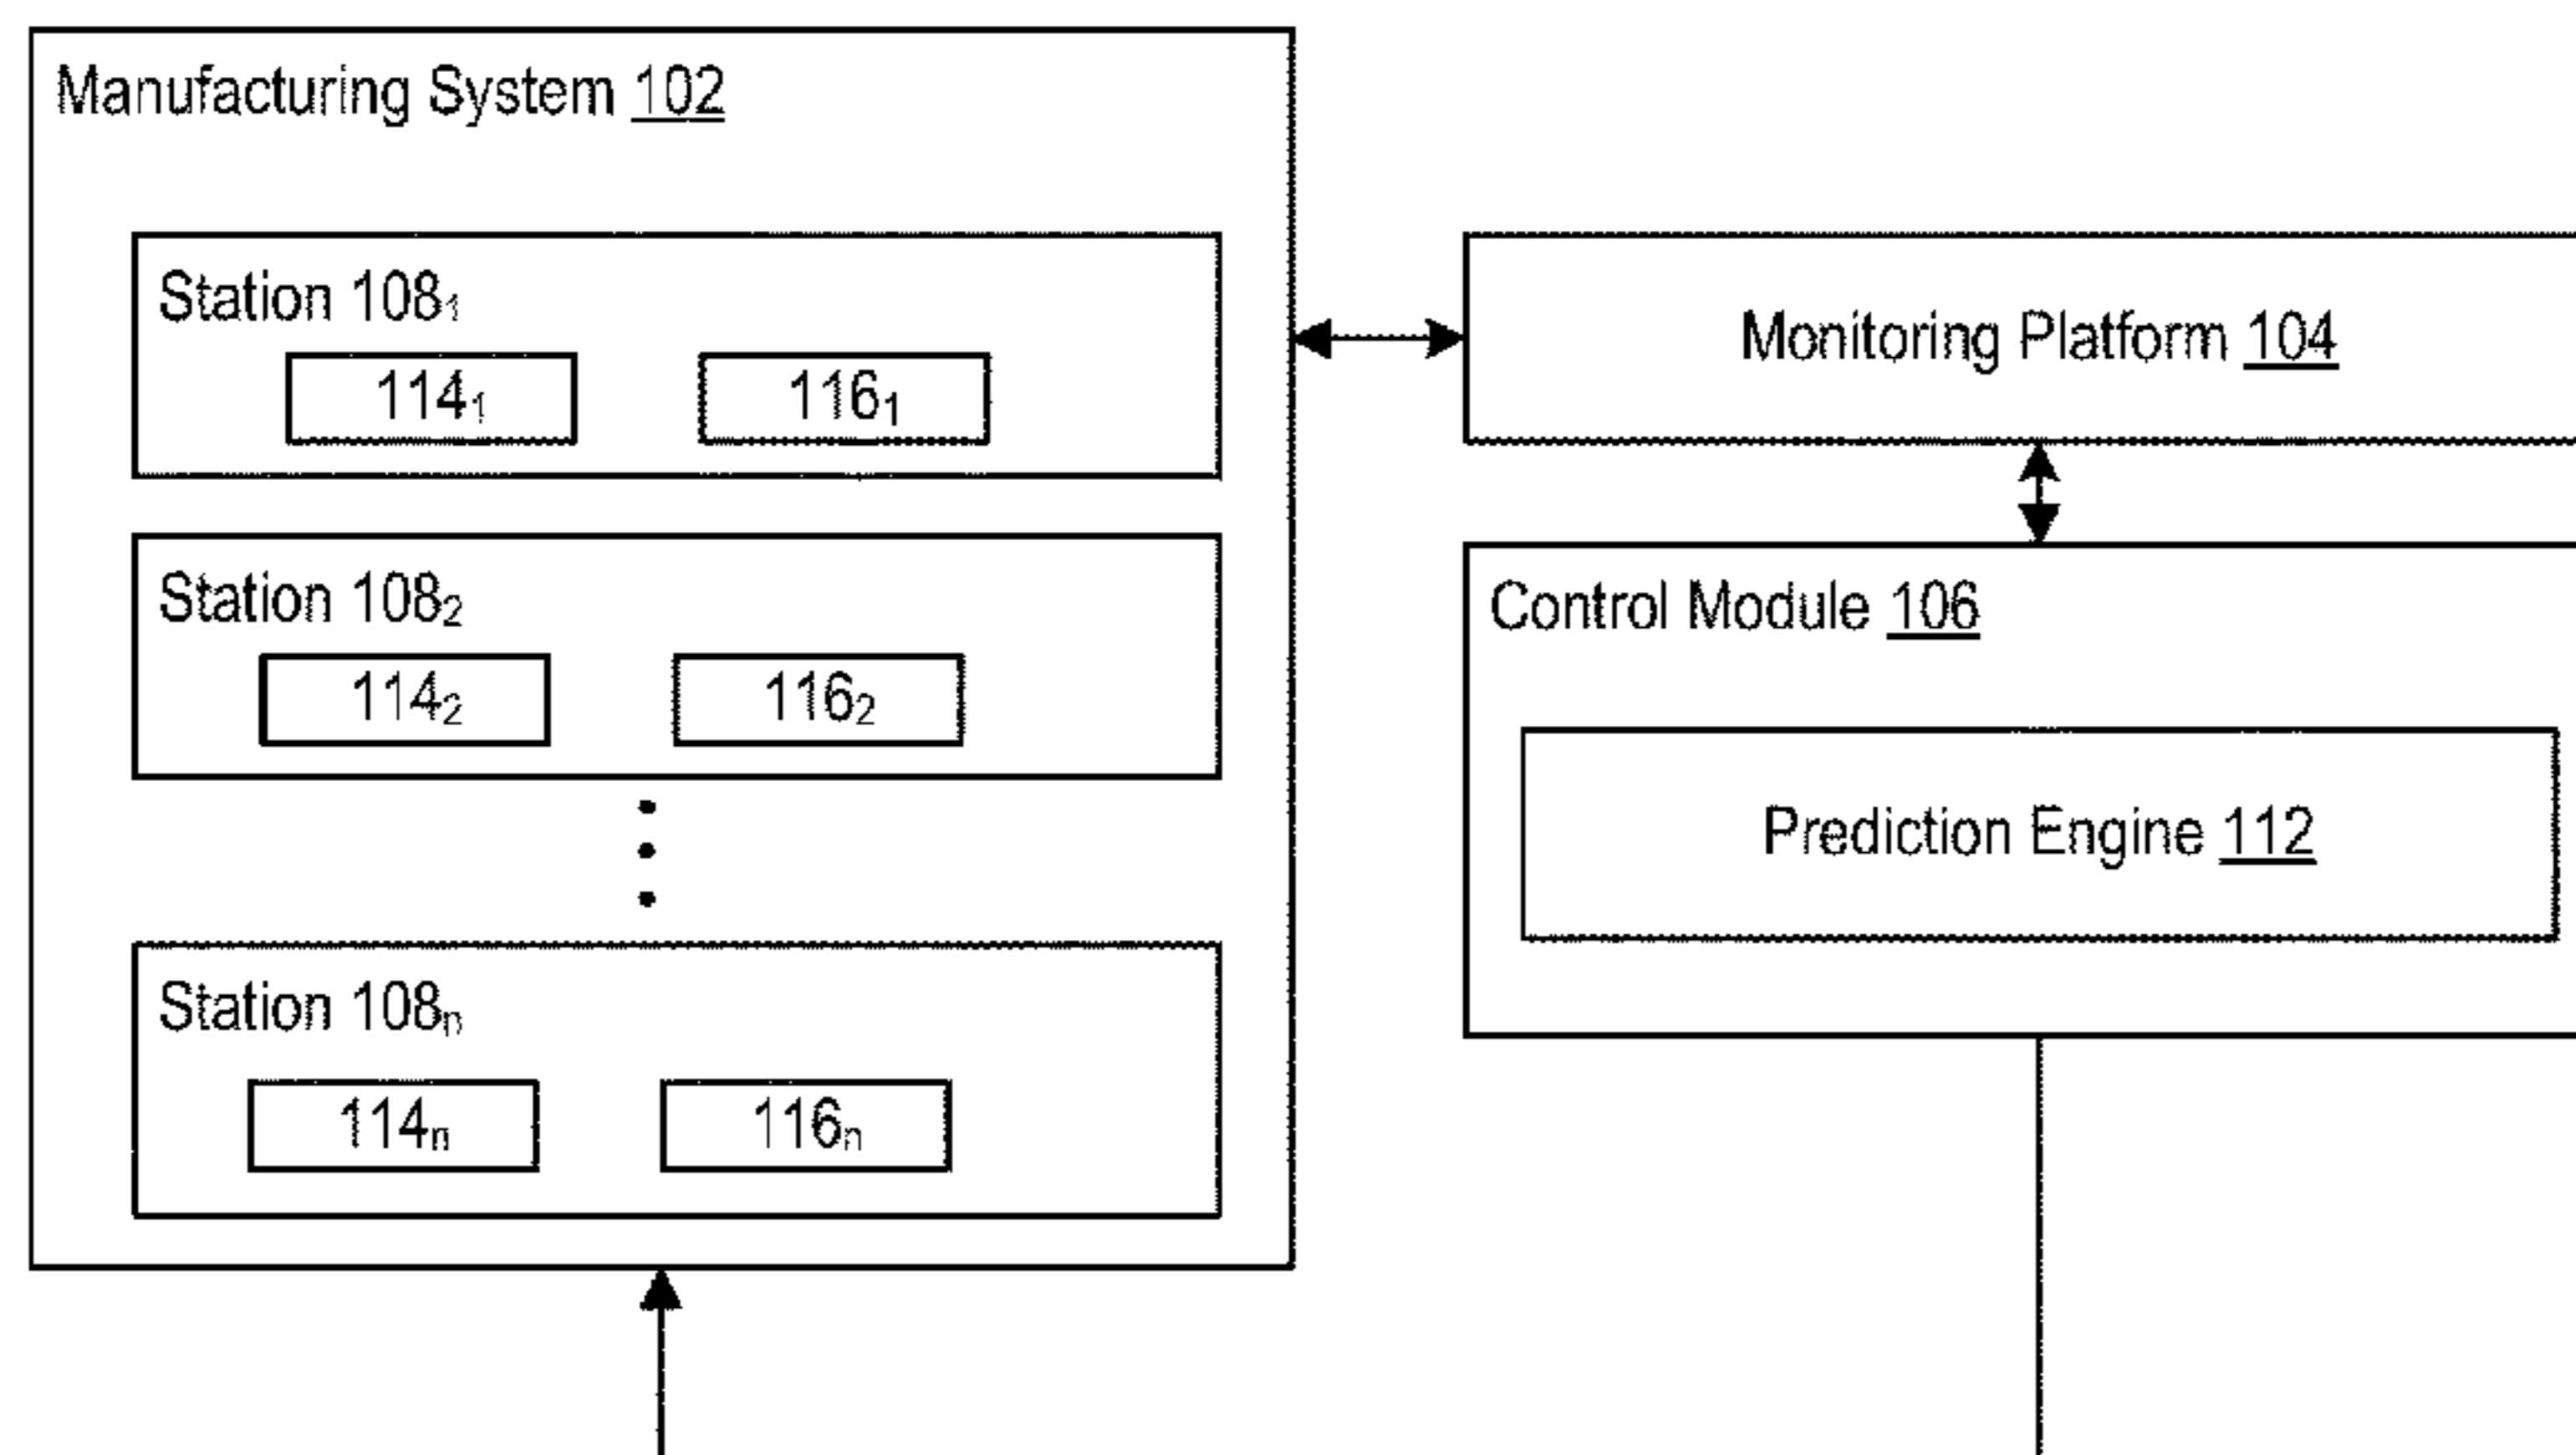 Manufacturing System 102
Station 108₁
114₁ 116₁
Station 108₂
114₂ 116₂
Station 108ₙ
114ₙ 116ₙ
Monitoring Platform 104
Control Module 106
Prediction Engine 112